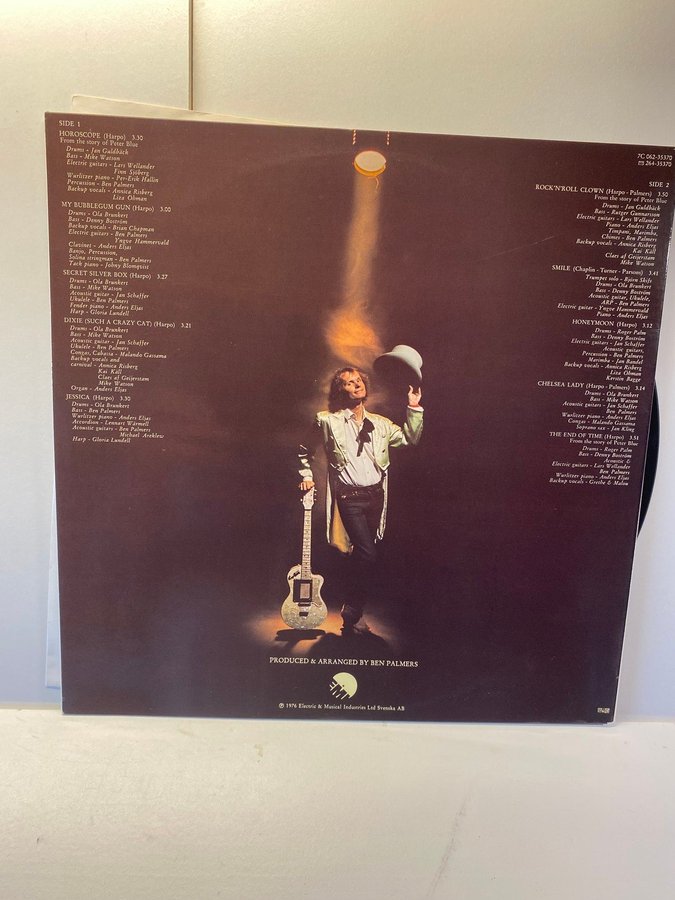 SIDE 1
HOROSCOPE (Harpo) 3.30
From the story of Peter Blue
Drums - Jan Guldbäck
Bass - Mike Watson
Electric guitars - Lars Wellander
Finn Sjöberg
Wurlitzer piano - Per-Erik Hallin
Percussion - Ben Palmers
Backup vocals - Annica Risberg
Liza Öhman
MY BUBBLEGUM GUN (Harpo) 3.00
Drums - Ola Brunkert
Bass - Denny Boström
Backup vocals - Brian Chapman
Electric guitars - Ben Palmers
Yngve Hammervald
Clavinet - Anders Eljas
Banjo, Percussion,
Solina stringman - Ben Palmers
Tack piano - Johny Blomqvist
SECRET SILVER BOX (Harpo) 3.27
Drums - Ola Brunkert
Bass - Mike Watson
Acoustic guitar - Jan Schaffer
Ukulele - Ben Palmers
Fender piano - Anders Eljas
Harp - Gloria Lundell
DIXIE (SUCH A CRAZY CAT) (Harpo) 3.21
Drums - Ola Brunkert
Bass - Mike Watson
Acoustic guitar - Jan Schaffer
Ukulele - Ben Palmers
Congas, Cabasa - Malando Gassama
Backup vocals and
carnival - Annica Risberg
Kai Käll
Claes af Geijerstam
Mike Watson
Organ - Anders Eljas
JESSICA (Harpo) 3.30
Drums - Ola Brunkert
Bass - Ben Palmers
Wurlitzer piano - Anders Eljas
Accordion - Lennart Wärmell
Acoustic guitars - Ben Palmers
Michael Areklew
Harp - Gloria Lundell
7C 062-35370
264-35370
SIDE 2
ROCK'N'ROLL CLOWN (Harpo - Palmers) 3.50
From the story of Peter Blue
Drums - Jan Guldbäck
Bass - Rutger Gunnarsson
Electric guitars - Lars Wellander
Piano - Anders Eljas
Timpani, Marimba,
Chimes - Ben Palmers
Backup vocals - Annica Risberg
Kai Käll
Claes af Geijerstam
Mike Watson
SMILE (Chaplin - Turner - Parsons) 3.41
Trumpet solo - Björn Skifs
Drums - Ola Brunkert
Bass - Denny Boström
Acoustic guitar, Ukulele,
ARP - Ben Palmers
Electric guitar - Yngve Hammervald
Piano - Anders Eljas
HONEYMOON (Harpo) 3.12
Drums - Roger Palm
Bass - Denny Boström
Electric guitars - Jan Schaffer
Acoustic guitars,
Percussion - Ben Palmers
Marimba - Jan Bandel
Backup vocals - Annica Risberg
Liza Öhman
Kerstin Bagge
CHELSEA LADY (Harpo - Palmers) 3.24
Drums - Ola Brunkert
Bass - Mike Watson
Acoustic guitars - Jan Schaffer
Ben Palmers
Wurlitzer piano - Anders Eljas
Congas - Malando Gassama
Soprano sax - Jan Kling
THE END OF TIME (Harpo) 3.51
From the story of Peter Blue
Drums - Roger Palm
Bass - Denny Boström
Acoustic &
Electric guitars - Lars Wellander
Ben Palmers
Wurlitzer piano - Anders Eljas
Backup vocals - Grethe & Malou
PRODUCED & ARRANGED BY BEN PALMERS
EMI
℗ 1976 Electric & Musical Industries Ltd Svenska AB